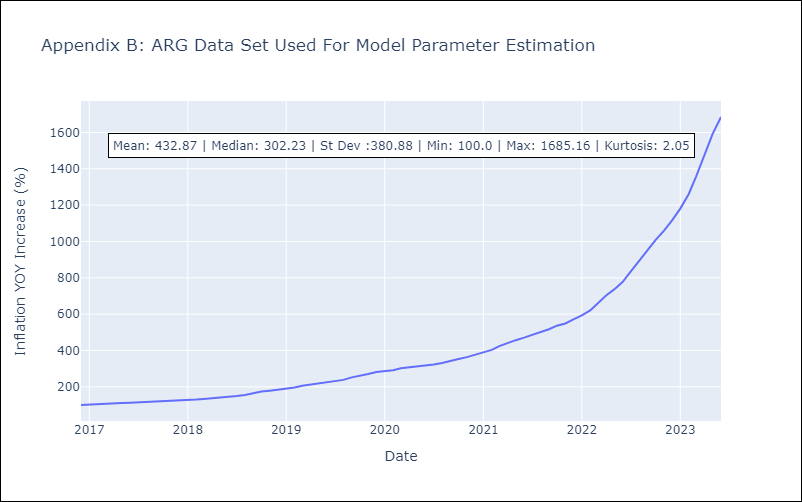 Appendix B: ARG Data Set Used For Model Parameter Estimation
Mean: 432.87 | Median: 302.23 | St Dev :380.88 | Min: 100.0 | Max: 1685.16 | Kurtosis: 2.05
Inflation YOY Increase (%)
1600
1400
1200
1000
800
600
400
200
2017 2018 2019 2020 2021 2022 2023
Date